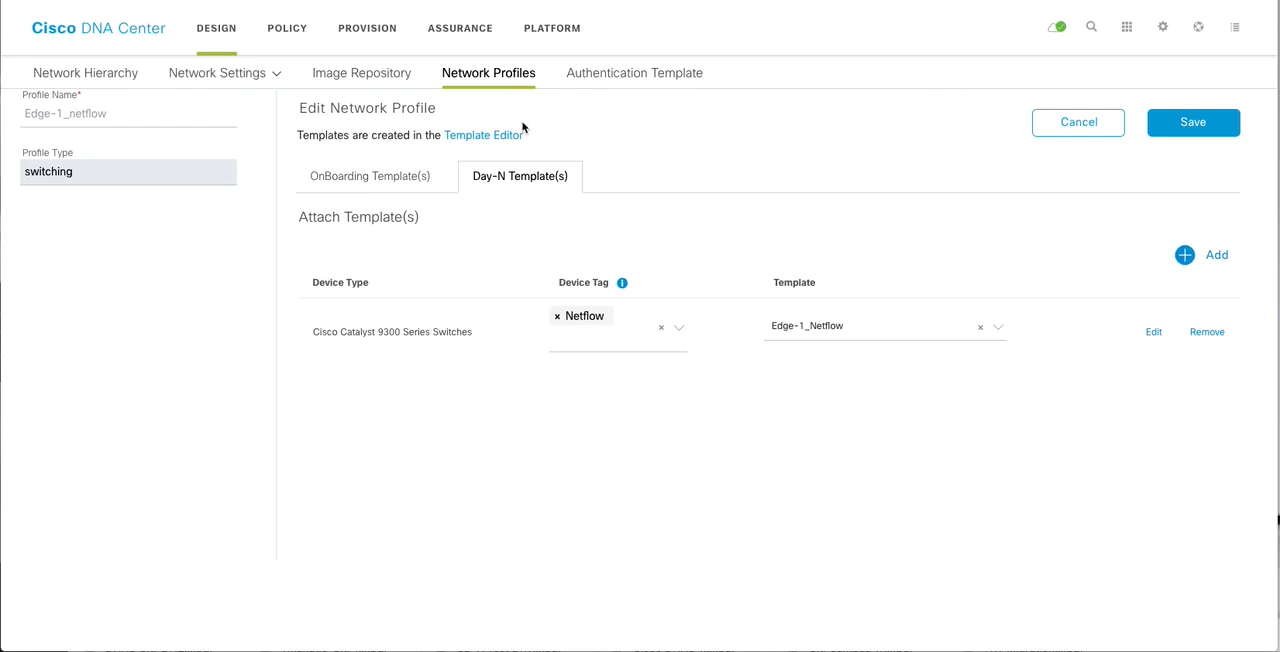 Cisco DNA Center DESIGN POLICY PROVISION ASSURANCE PLATFORM
Network Hierarchy Network Settings Image Repository Network Profiles Authentication Template
Profile Name*
Edge-1_netflow
Profile Type
switching
Edit Network Profile
Templates are created in the Template Editor
Cancel Save
OnBoarding Template(s) Day-N Template(s)
Attach Template(s)
Add
Device Type Device Tag i Template
Cisco Catalyst 9300 Series Switches × Netflow × Edge-1_Netflow × Edit Remove